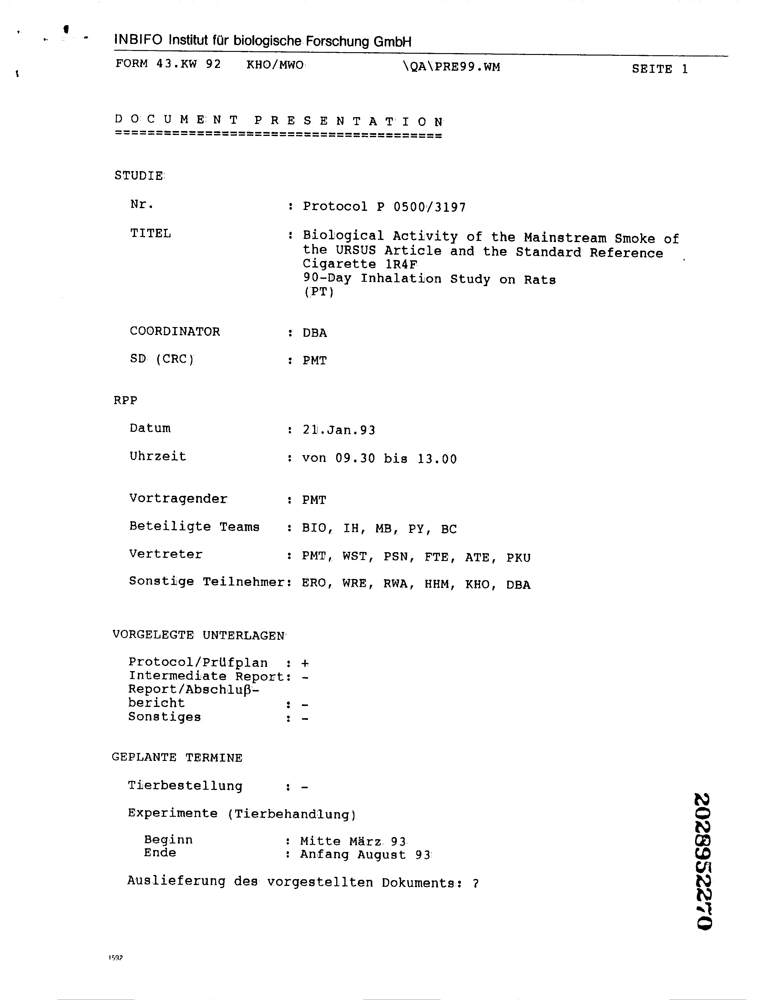 INBIFO Institut für biologische Forschung GmbH
FORM 43.KW 92 KHO/MWO \QA\PRE99.WM SEITE 1
D O C U M E N T P R E S E N T A T I O N
========================================
STUDIE
Nr. : Protocol P 0500/3197
TITEL : Biological Activity of the Mainstream Smoke of
the URSUS Article and the Standard Reference
Cigarette 1R4F
90-Day Inhalation Study on Rats
(PT)
COORDINATOR : DBA
SD (CRC) : PMT
RPP
Datum : 21.Jan.93
Uhrzeit : von 09.30 bis 13.00
Vortragender : PMT
Beteiligte Teams : BIO, IH, MB, PY, BC
Vertreter : PMT, WST, PSN, FTE, ATE, PKU
Sonstige Teilnehmer: ERO, WRE, RWA, HHM, KHO, DBA
VORGELEGTE UNTERLAGEN
Protocol/Prüfplan : +
Intermediate Report: -
Report/Abschluß-
bericht : -
Sonstiges : -
GEPLANTE TERMINE
Tierbestellung : -
Experimente (Tierbehandlung)
Beginn : Mitte März 93
Ende : Anfang August 93
Auslieferung des vorgestellten Dokuments: ?
2028952270
1592